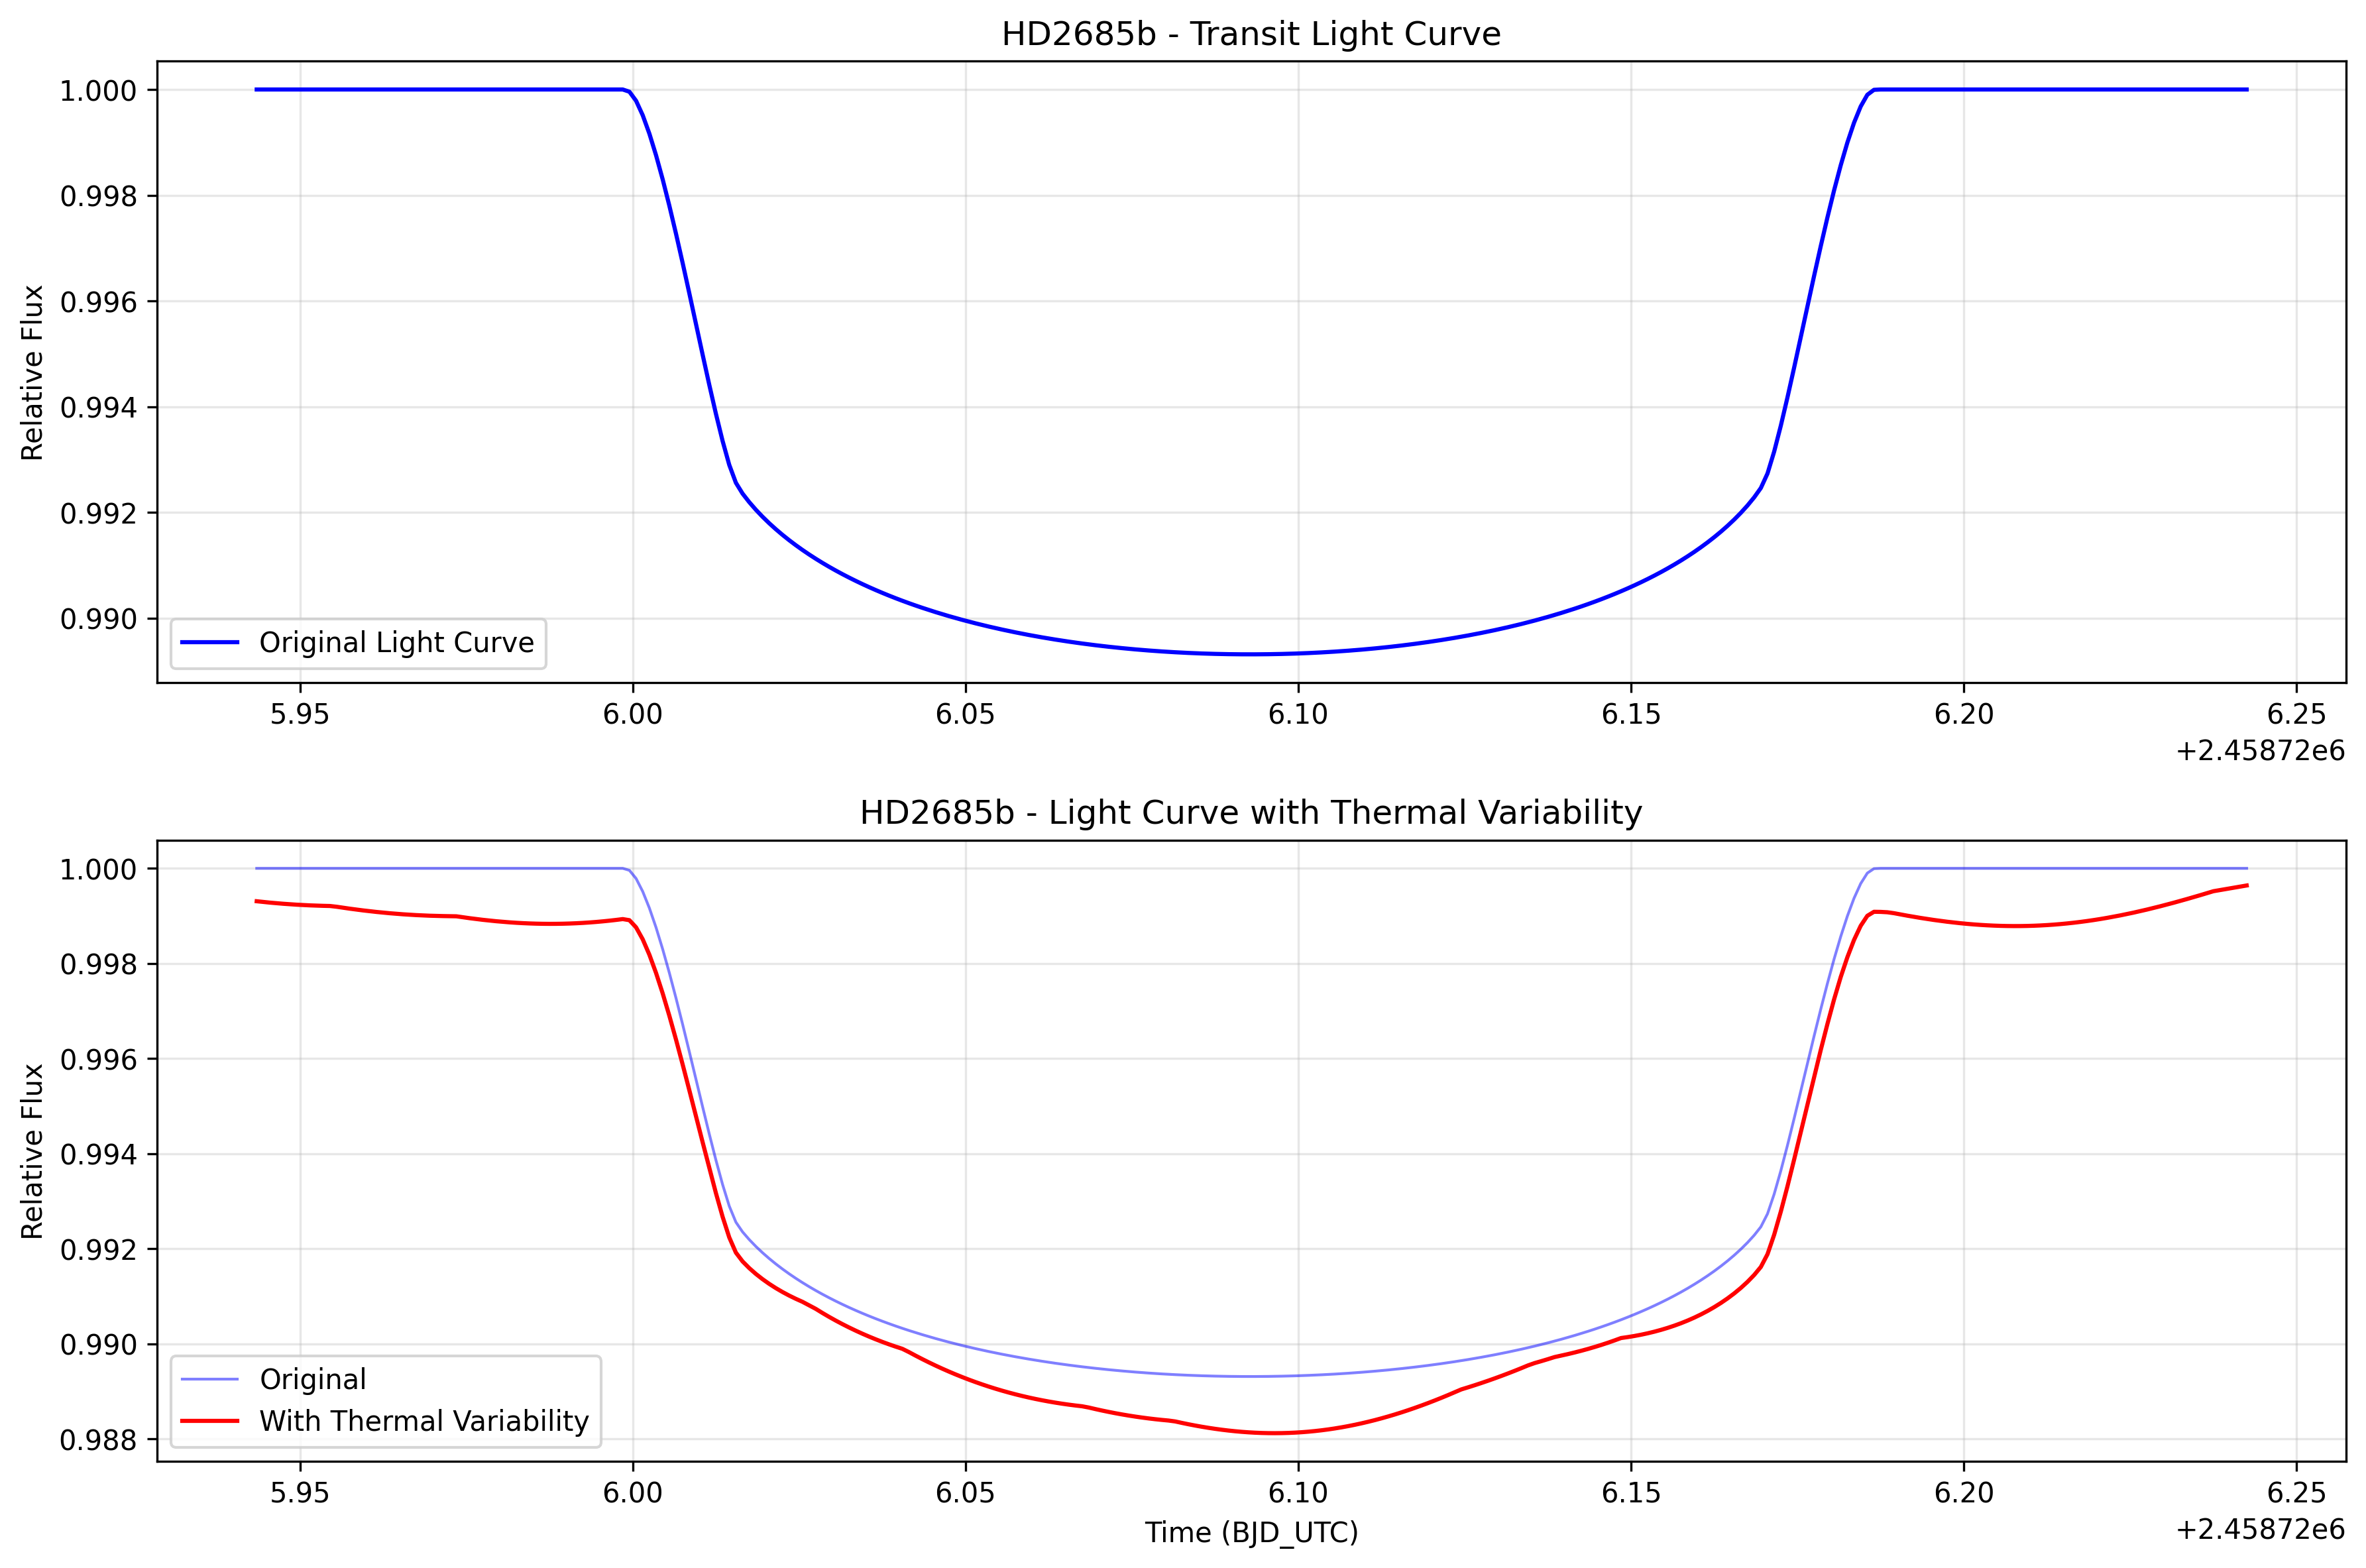 HD2685b - Transit Light Curve
Relative Flux
1.000
0.998
0.996
0.994
0.992
0.990
Original Light Curve
5.95 6.00 6.05 6.10 6.15 6.20 6.25
+2.45872e6
HD2685b - Light Curve with Thermal Variability
Relative Flux
1.000
0.998
0.996
0.994
0.992
0.990
0.988
Original
With Thermal Variability
5.95 6.00 6.05 6.10 6.15 6.20 6.25
Time (BJD_UTC)
+2.45872e6